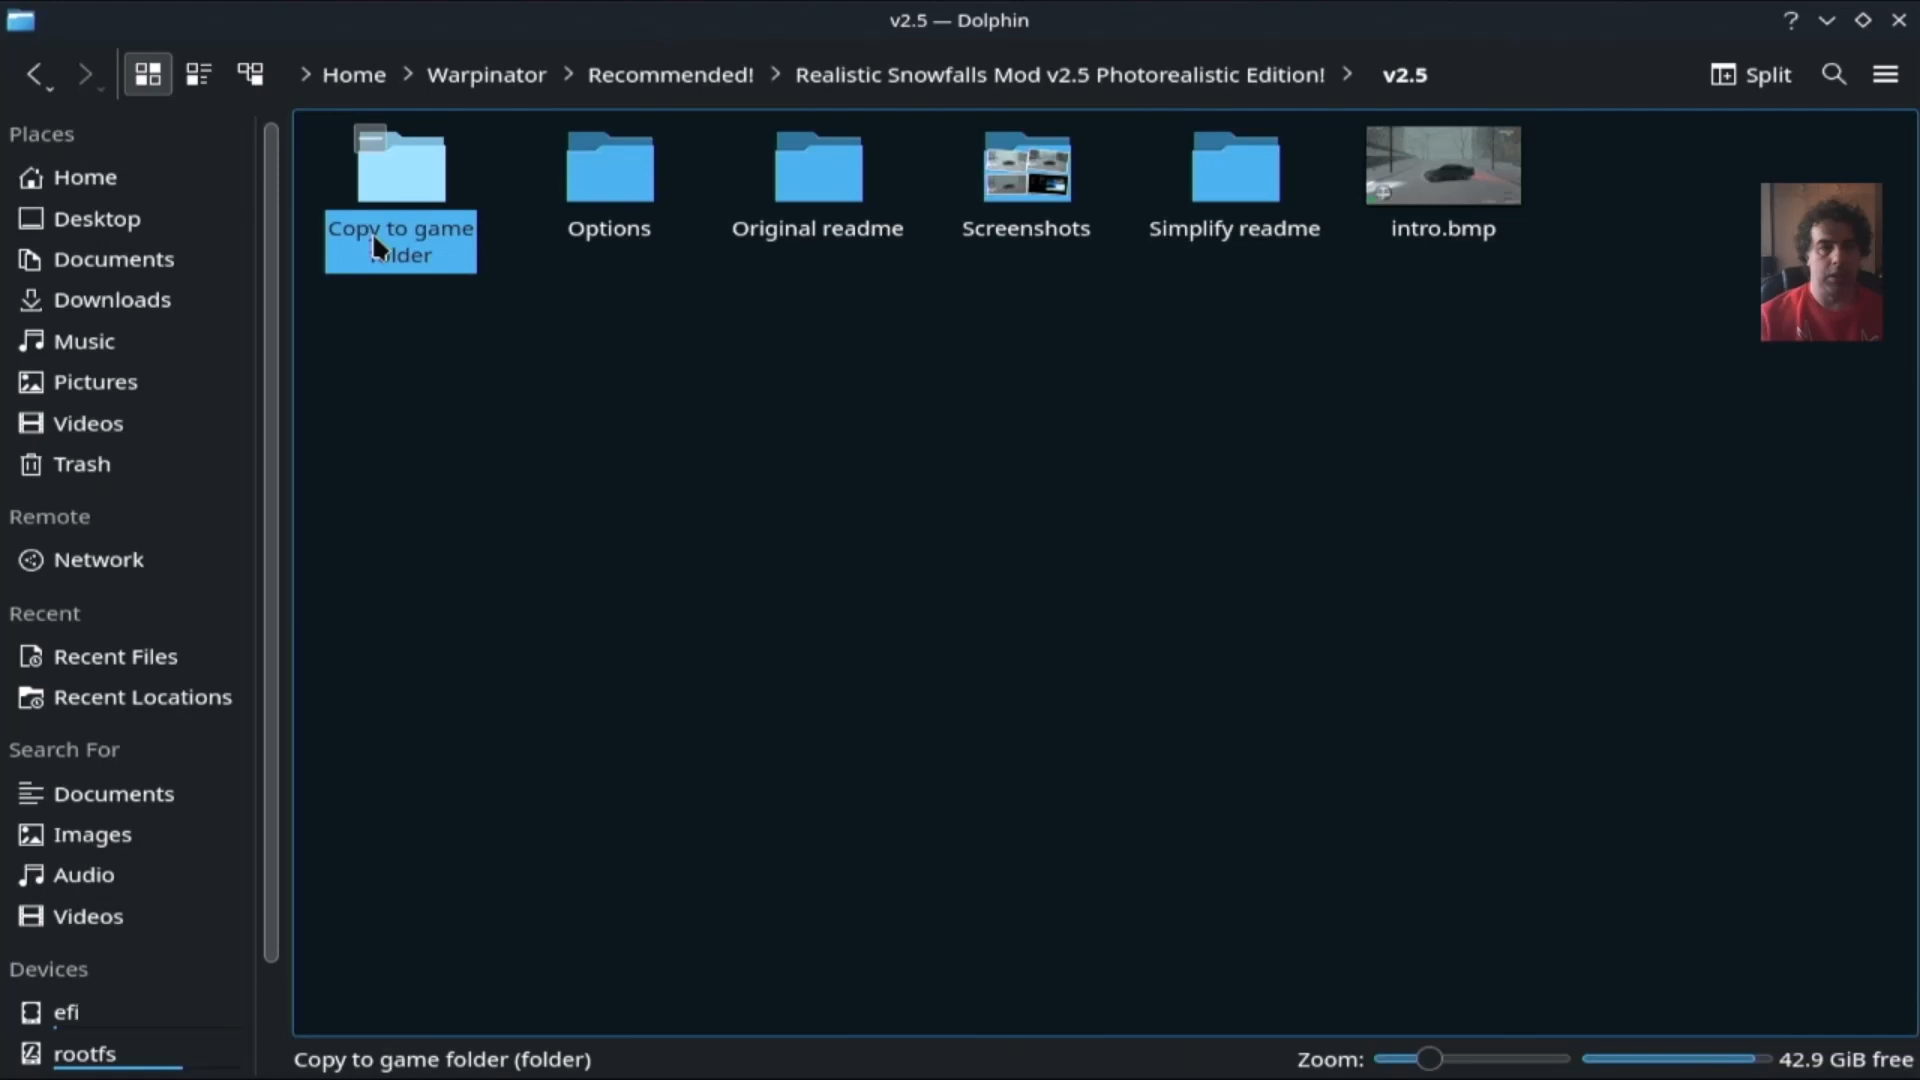 v2.5 — Dolphin
Home
Warpinator
Recommended!
Realistic Snowfalls Mod v2.5 Photorealistic Edition!
v2.5
Split
Places
Home
Desktop
Documents
Downloads
Music
Pictures
Videos
Trash
Remote
Network
Recent
Recent Files
Recent Locations
Search For
Documents
Images
Audio
Videos
Devices
efi
rootfs
Copy to game
folder
Options
Original readme
Screenshots
Simplify readme
intro.bmp
Copy to game folder (folder)
Zoom:
42.9 GiB free